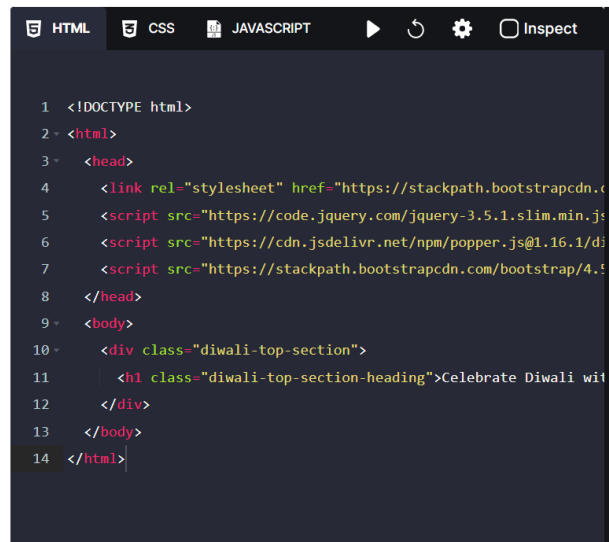 HTML CSS JAVASCRIPT Inspect
1 <!DOCTYPE html>
2 <html>
3 <head>
4 <link rel="stylesheet" href="https://stackpath.bootstrapcdn.c
5 <script src="https://code.jquery.com/jquery-3.5.1.slim.min.js
6 <script src="https://cdn.jsdelivr.net/npm/popper.js@1.16.1/di
7 <script src="https://stackpath.bootstrapcdn.com/bootstrap/4.5
8 </head>
9 <body>
10 <div class="diwali-top-section">
11 <h1 class="diwali-top-section-heading">Celebrate Diwali wit
12 </div>
13 </body>
14 </html>